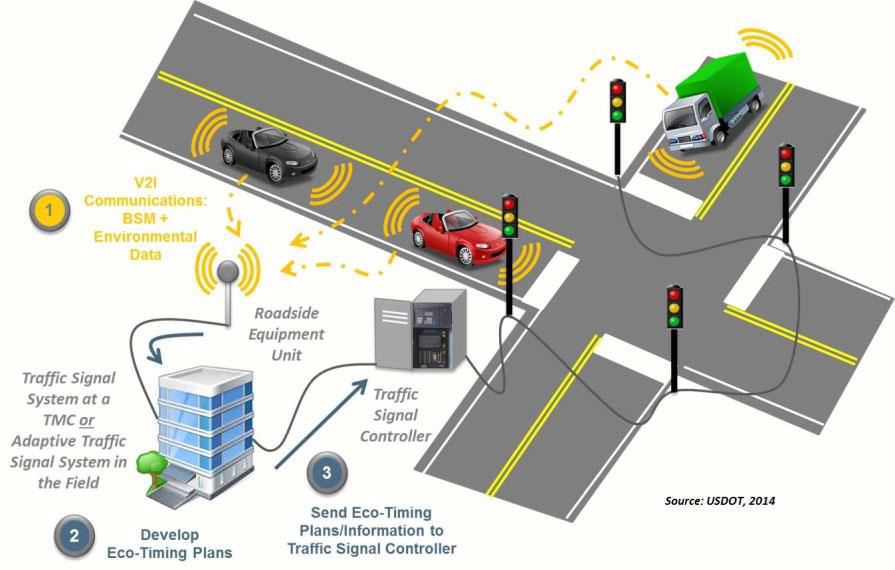 1
V2I
Communications:
BSM +
Environmental
Data
Roadside
Equipment
Unit
Traffic Signal
System at a
TMC or
Adaptive Traffic
Signal System in
the Field
Traffic
Signal
Controller
2
Develop
Eco-Timing Plans
3
Send Eco-Timing
Plans/Information to
Traffic Signal Controller
Source: USDOT, 2014